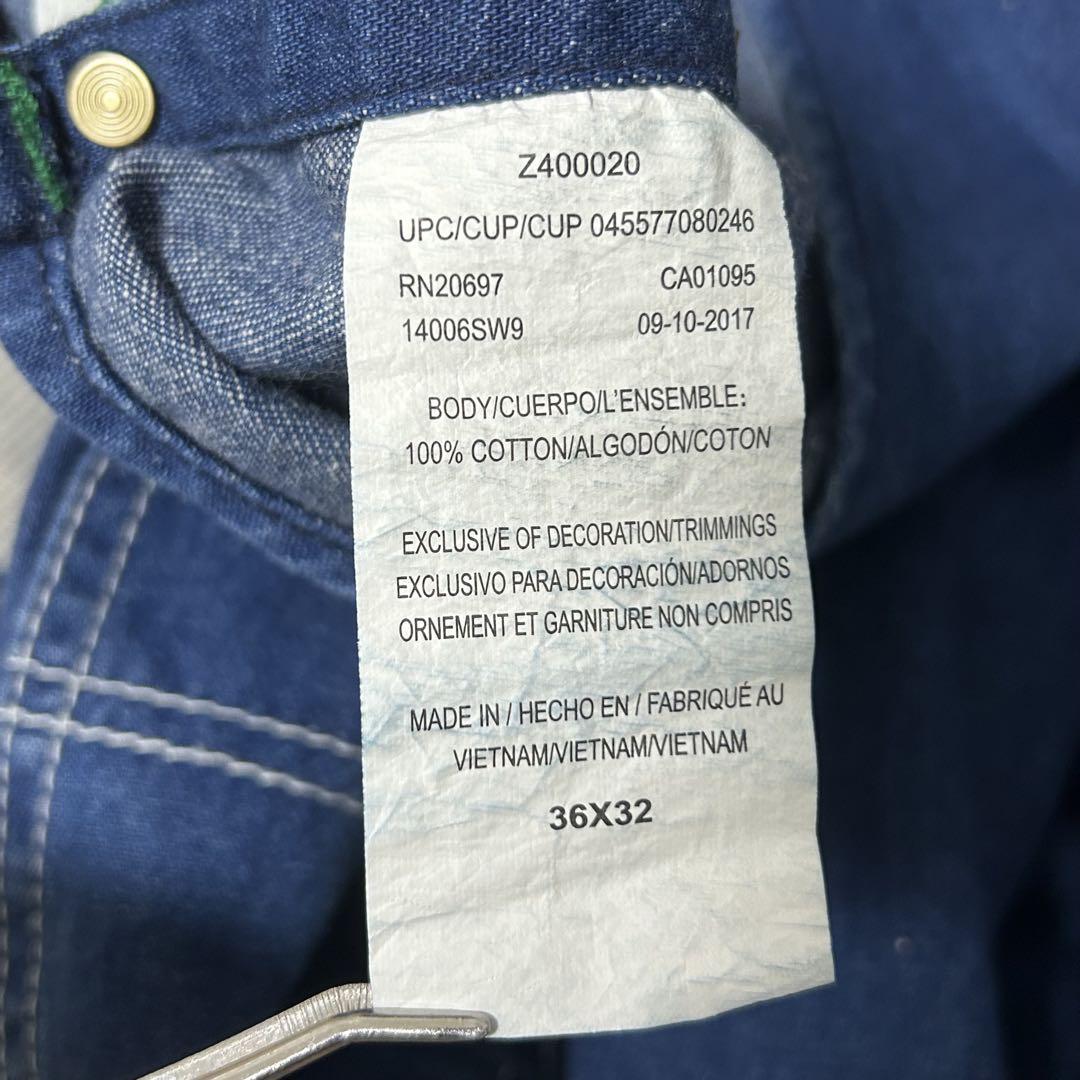 Z400020
UPC/CUP/CUP 045577080246
RN20697 CA01095
14006SW9 09-10-2017
BODY/CUERPO/L'ENSEMBLE:
100% COTTON/ALGODÓN/COTON
EXCLUSIVE OF DECORATION/TRIMMINGS
EXCLUSIVO PARA DECORACIÓN/ADORNOS
ORNEMENT ET GARNITURE NON COMPRIS
MADE IN / HECHO EN / FABRIQUÉ AU
VIETNAM/VIETNAM/VIETNAM
36X32